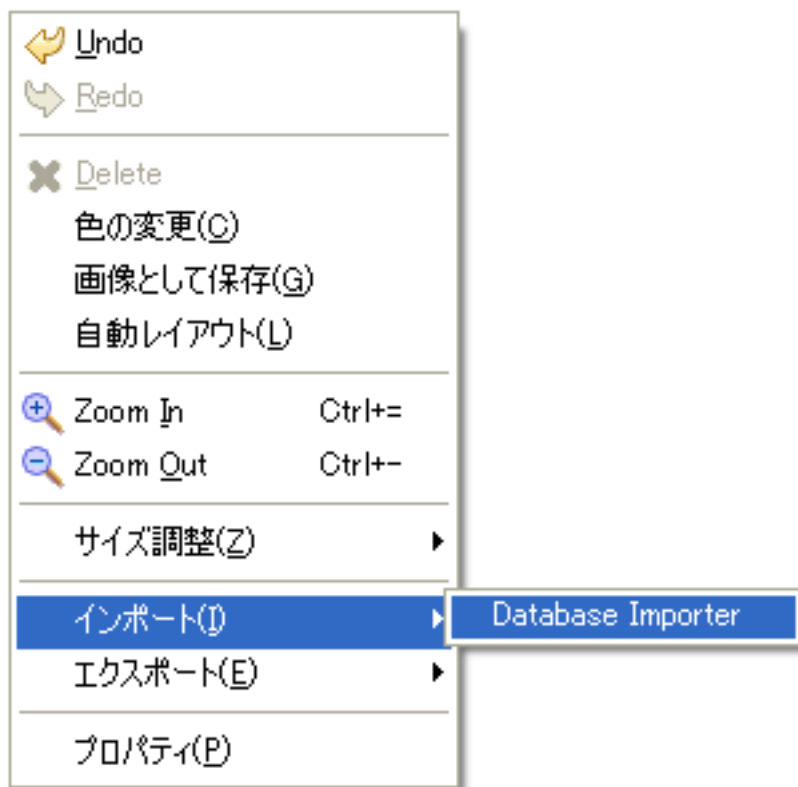 Undo
Redo
Delete
色の変更(C)
画像として保存(G)
自動レイアウト(L)
Zoom In Ctrl+=
Zoom Out Ctrl+-
サイズ調整(Z)
インポート(I) Database Importer
エクスポート(E)
プロパティ(P)